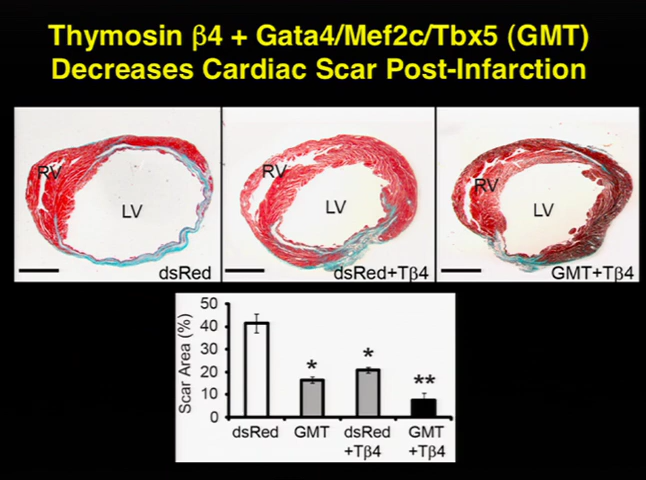 Thymosin β4 + Gata4/Mef2c/Tbx5 (GMT)
Decreases Cardiac Scar Post-Infarction
RV
LV
dsRed
RV
LV
dsRed+Tβ4
RV
LV
GMT+Tβ4
Scar Area (%)
50
40
30
20
10
0
*
*
**
dsRed
GMT
dsRed
+Tβ4
GMT
+Tβ4